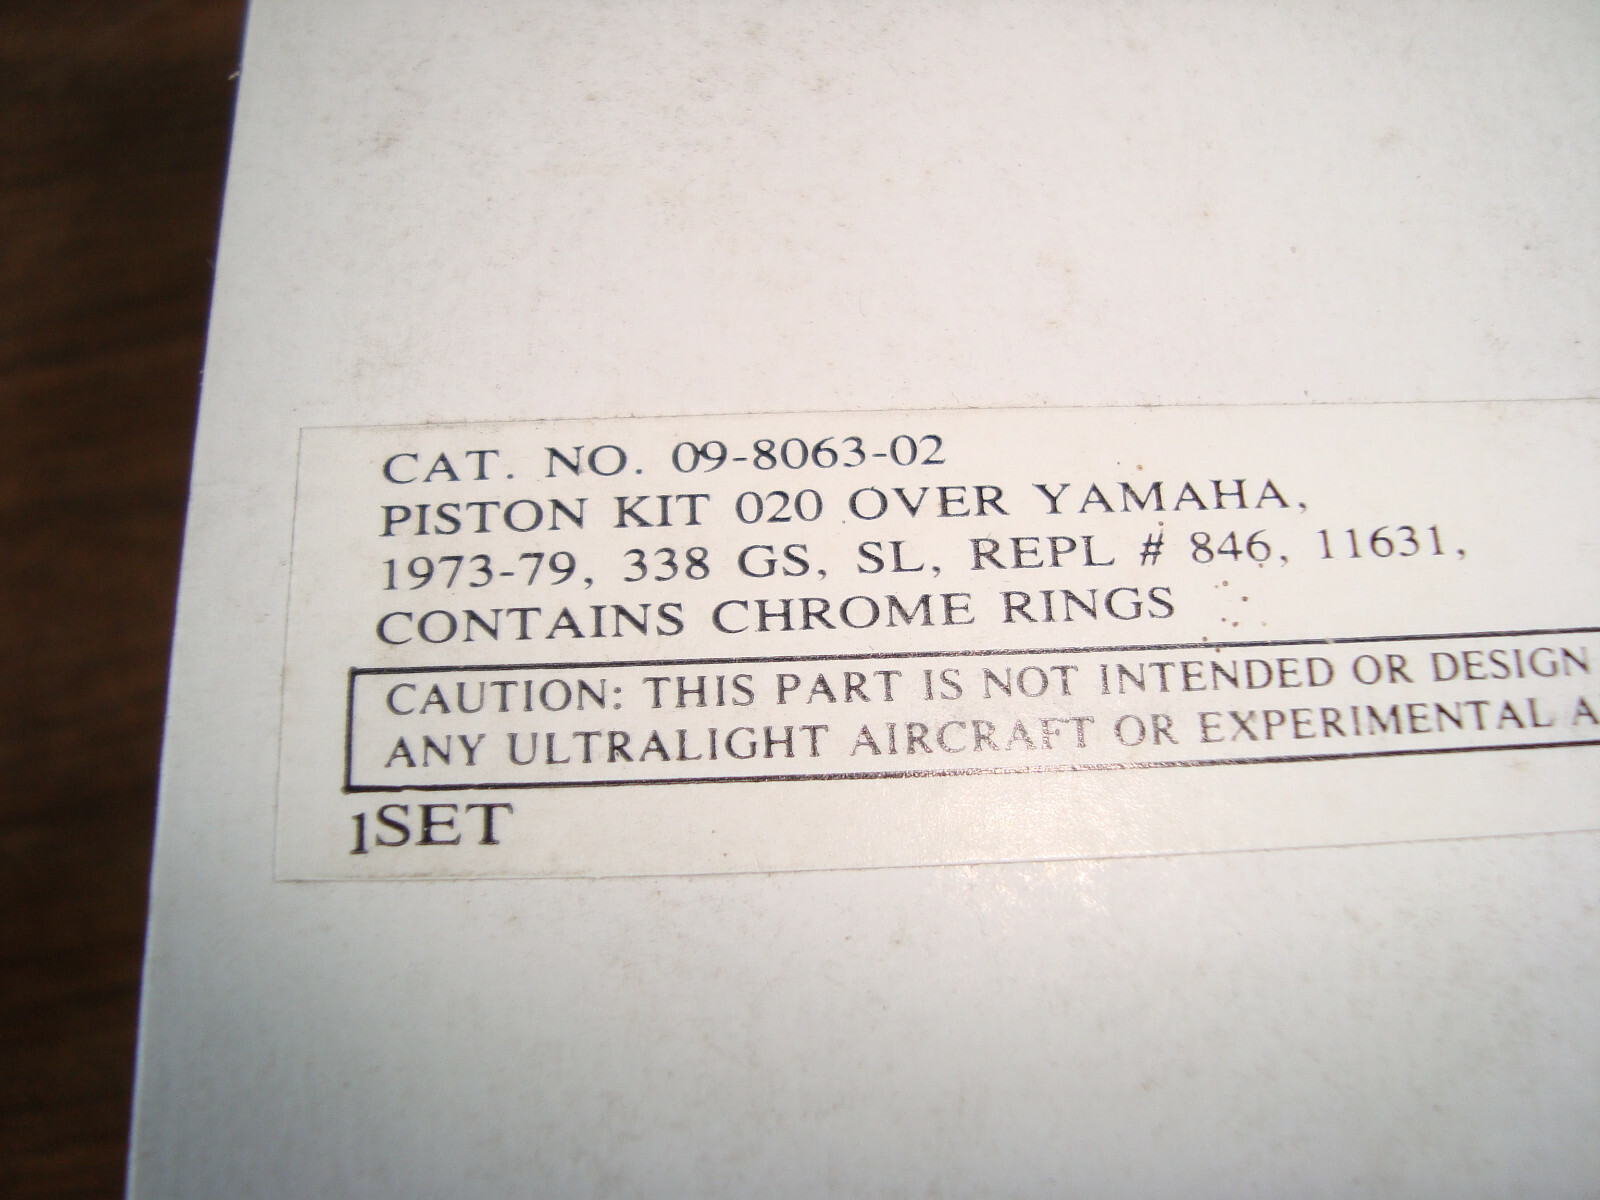 CAT. NO. 09-8063-02
PISTON KIT 020 OVER YAMAHA,
1973-79, 338 GS, SL, REPL # 846, 11631,
CONTAINS CHROME RINGS
CAUTION: THIS PART IS NOT INTENDED OR DESIGN
ANY ULTRALIGHT AIRCRAFT OR EXPERIMENTAL A
1SET